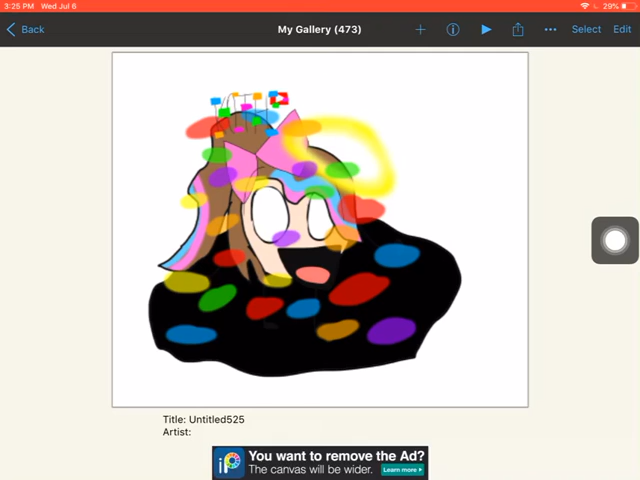 3:25 PM Wed Jul 6
29%
Back
My Gallery (473)
Select
Edit
Title: Untitled525
Artist:
iP
You want to remove the Ad?
The canvas will be wider.
Learn more